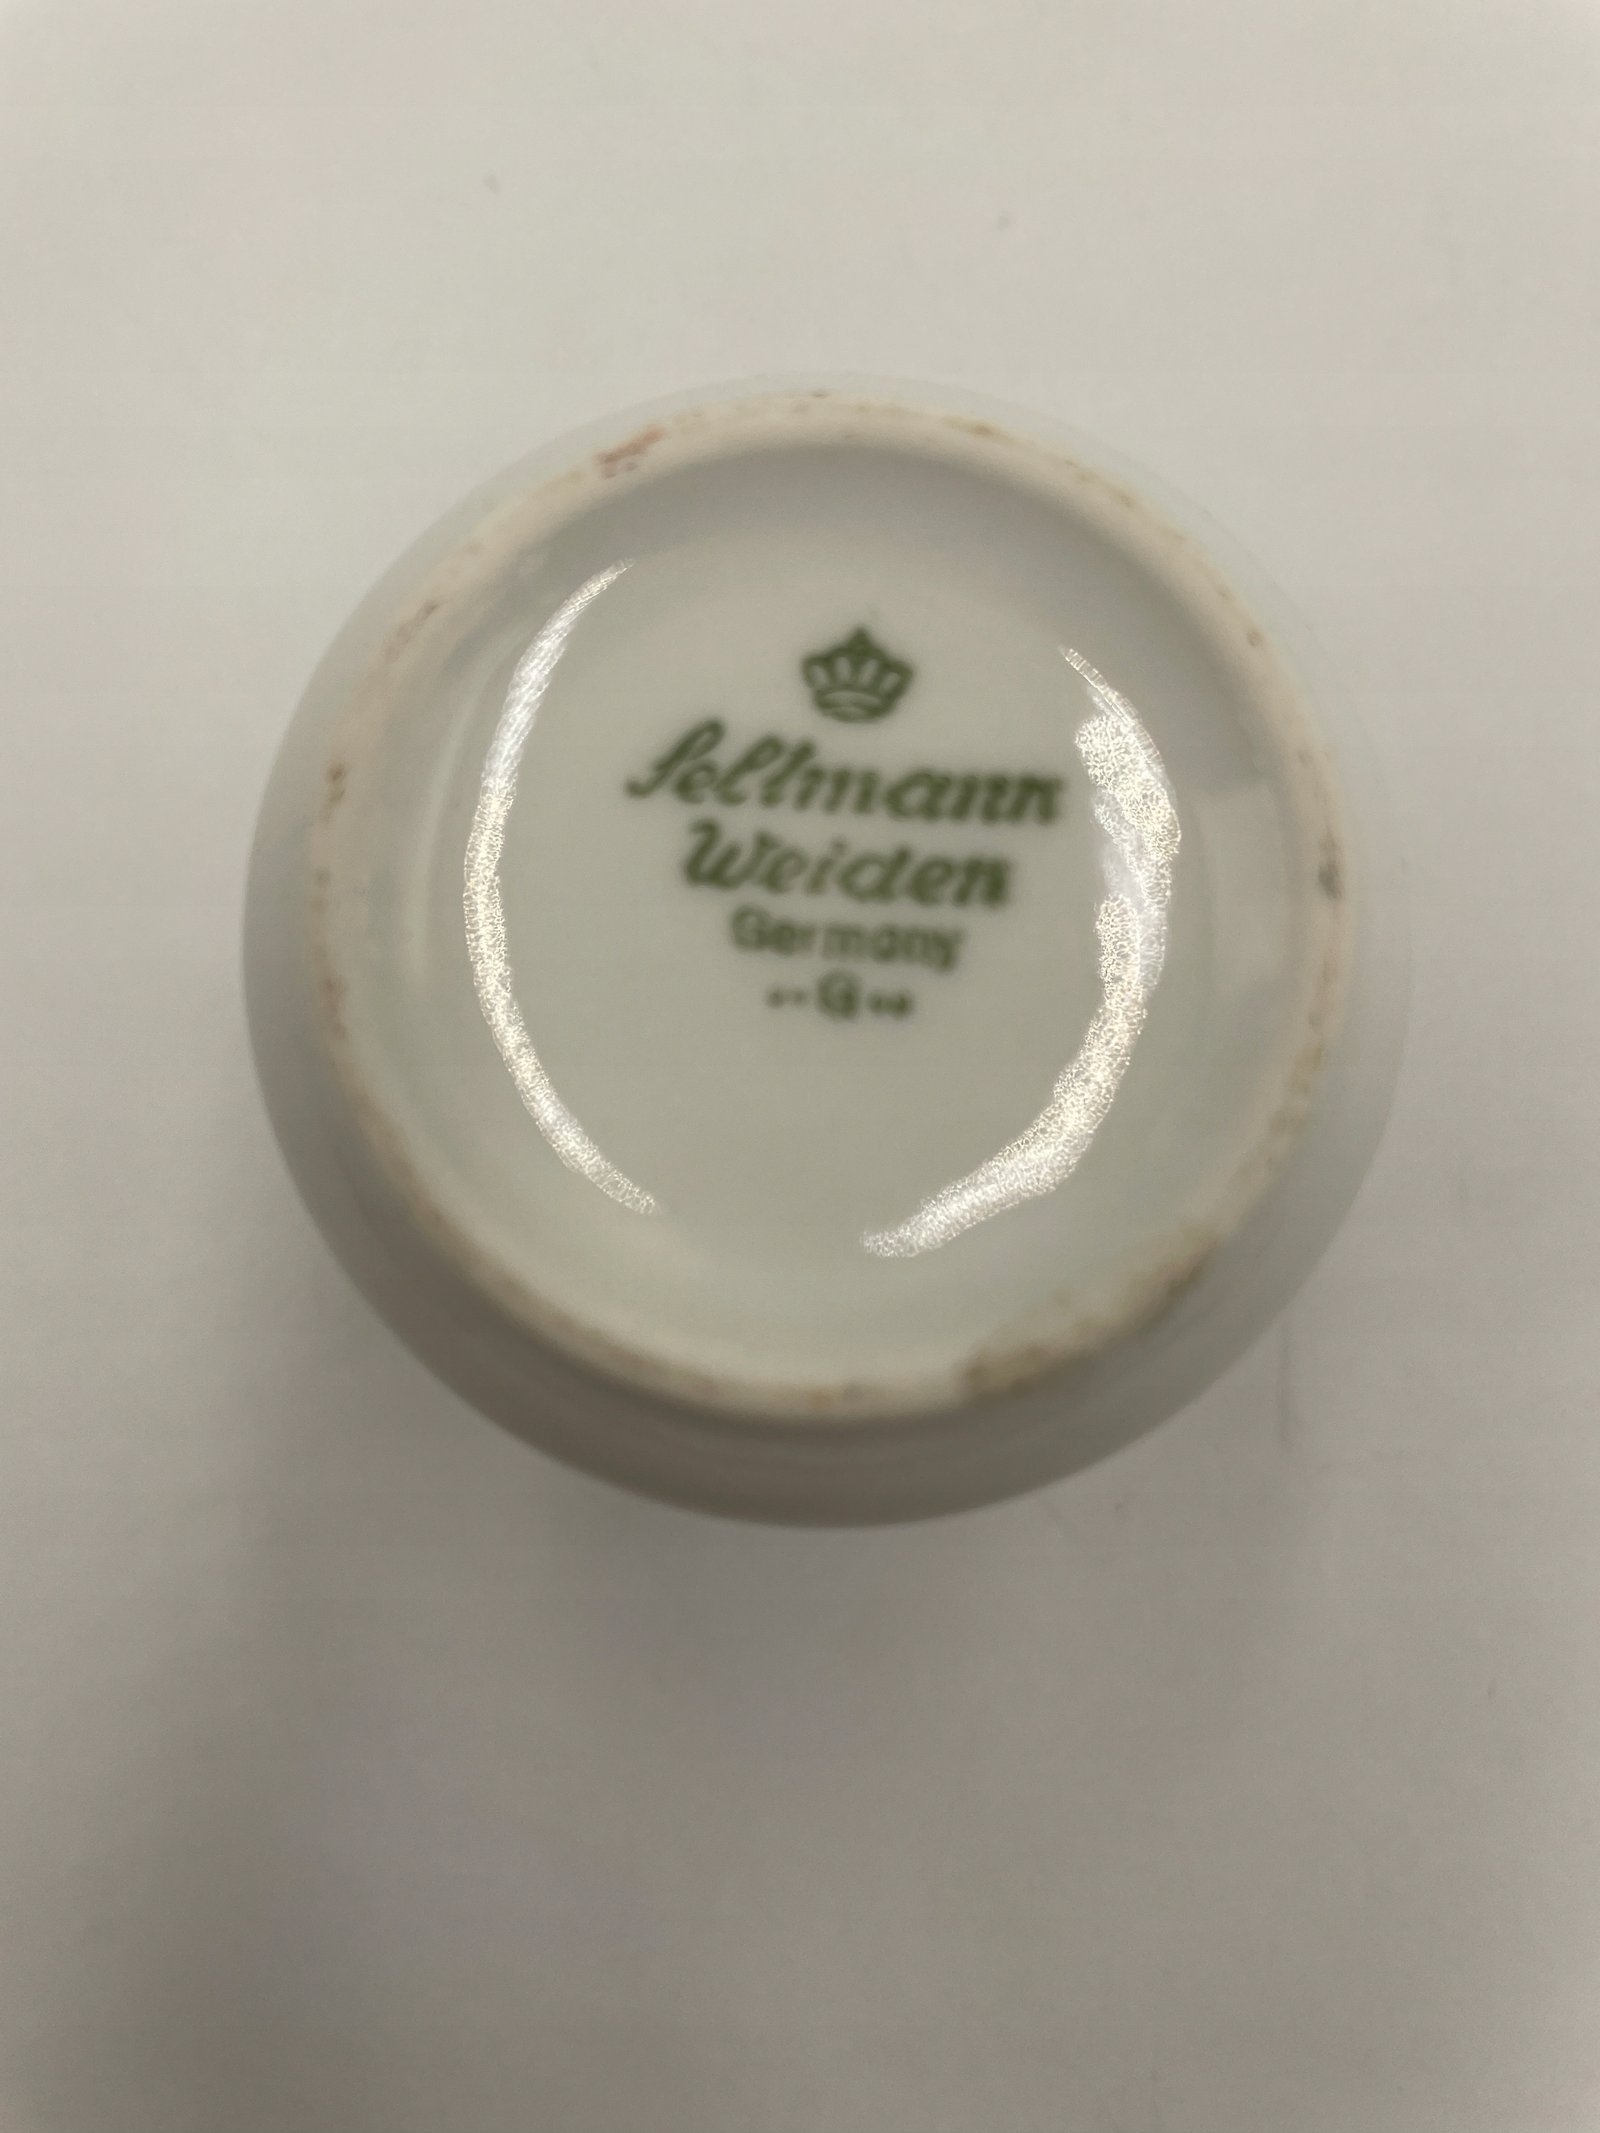 Seltmann
Weiden
Germany
G